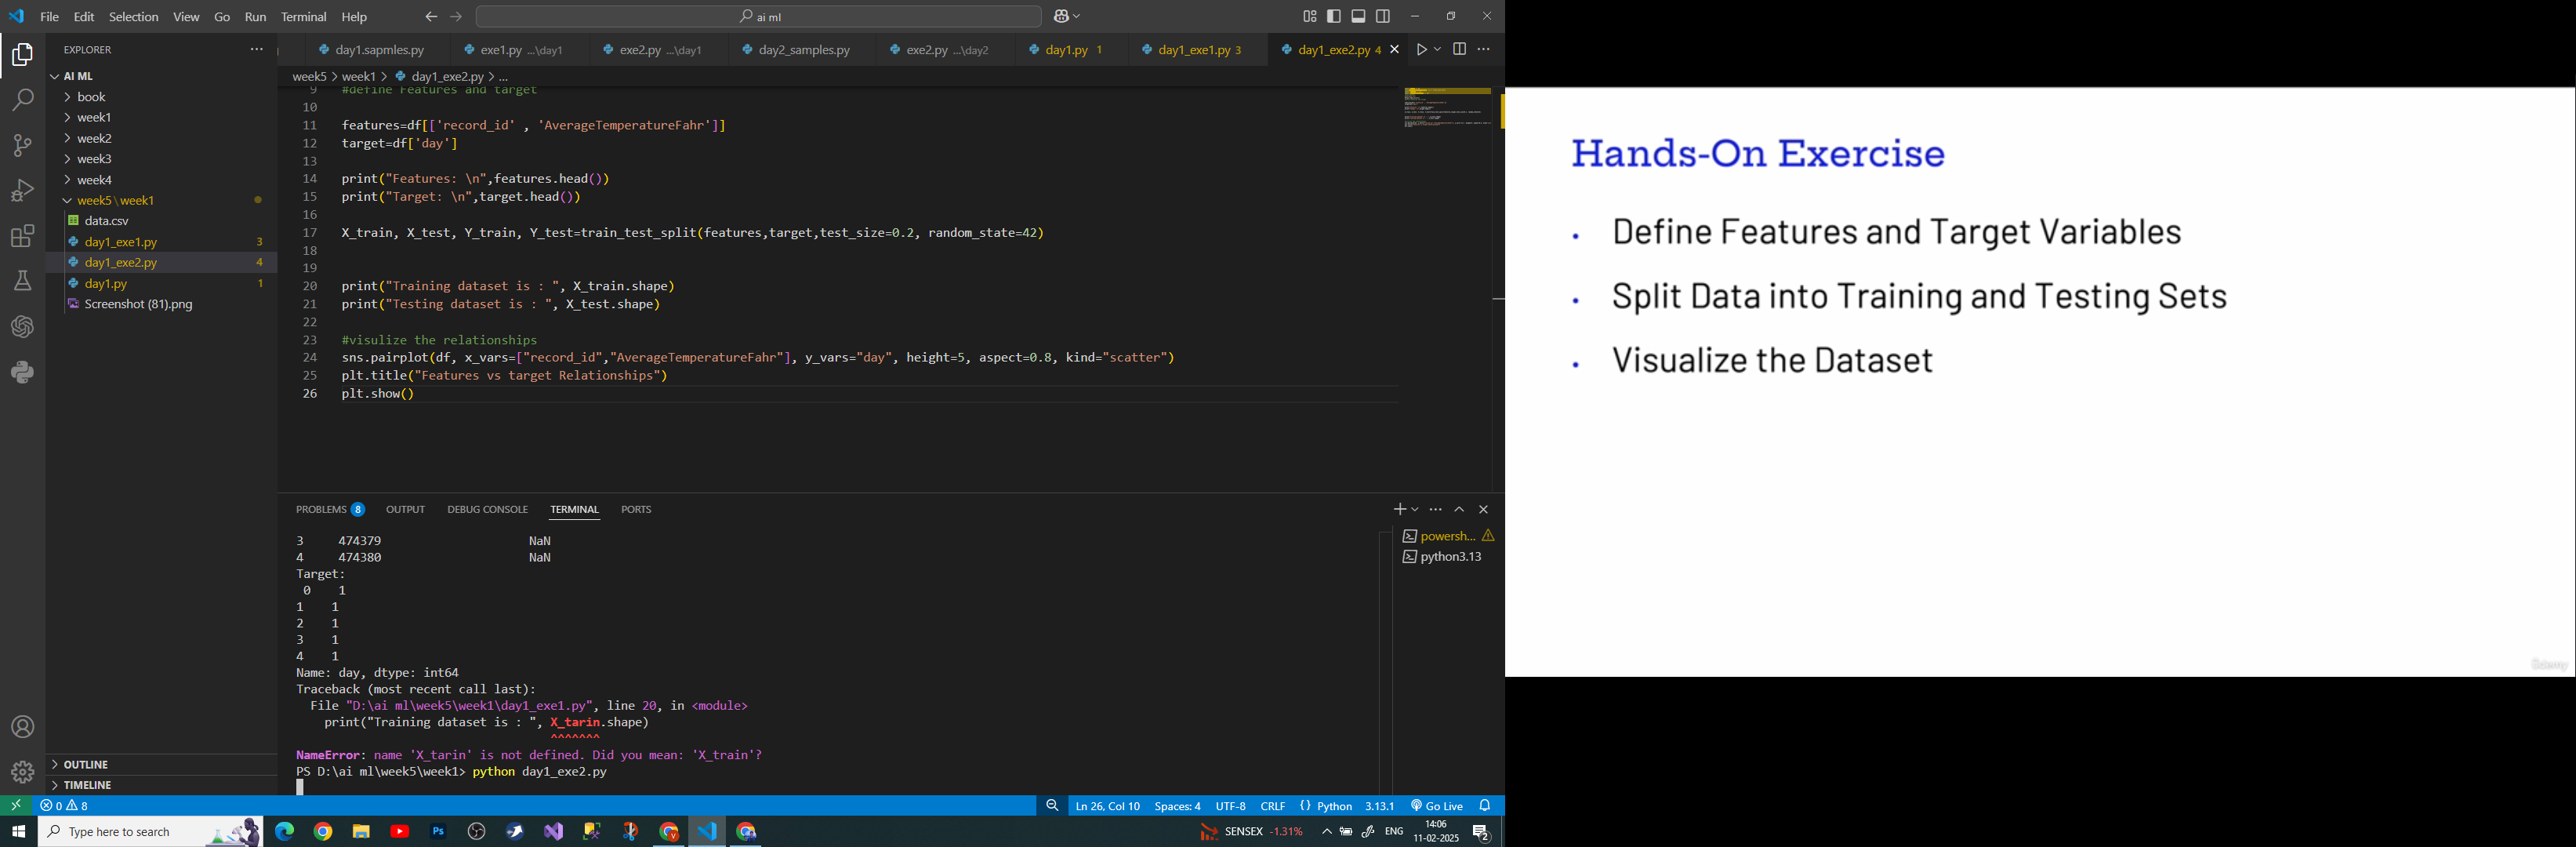 File Edit Selection View Go Run Terminal Help
ai ml
EXPLORER
day1.sapmles.py
exe1.py ...\day1
exe2.py ...\day1
day2_samples.py
exe2.py ...\day2
day1.py 1
day1_exe1.py 3
day1_exe2.py 4
AI ML
book
week1
week2
week3
week4
week5\week1
data.csv
day1_exe1.py 3
day1_exe2.py 4
day1.py 1
Screenshot (81).png
OUTLINE
TIMELINE
week5 > week1 > day1_exe2.py > ...
9 #define Features and target
10
11 features=df[['record_id' , 'AverageTemperatureFahr']]
12 target=df['day']
13
14 print("Features: \n",features.head())
15 print("Target: \n",target.head())
16
17 X_train, X_test, Y_train, Y_test=train_test_split(features,target,test_size=0.2, random_state=42)
18
19
20 print("Training dataset is : ", X_train.shape)
21 print("Testing dataset is : ", X_test.shape)
22
23 #visulize the relationships
24 sns.pairplot(df, x_vars=["record_id","AverageTemperatureFahr"], y_vars="day", height=5, aspect=0.8, kind="scatter")
25 plt.title("Features vs target Relationships")
26 plt.show()
PROBLEMS 8 OUTPUT DEBUG CONSOLE TERMINAL PORTS
powersh...
python3.13
3 474379 NaN
4 474380 NaN
Target:
0 1
1 1
2 1
3 1
4 1
Name: day, dtype: int64
Traceback (most recent call last):
File "D:\ai ml\week5\week1\day1_exe1.py", line 20, in <module>
print("Training dataset is : ", X_tarin.shape)
^^^^^^^
NameError: name 'X_tarin' is not defined. Did you mean: 'X_train'?
PS D:\ai ml\week5\week1> python day1_exe2.py
0 8
Ln 26, Col 10 Spaces: 4 UTF-8 CRLF {} Python 3.13.1 Go Live
Type here to search
Ps
SENSEX -1.31%
ENG
14:06
11-02-2025
2
Hands-On Exercise
• Define Features and Target Variables
• Split Data into Training and Testing Sets
• Visualize the Dataset
Udemy